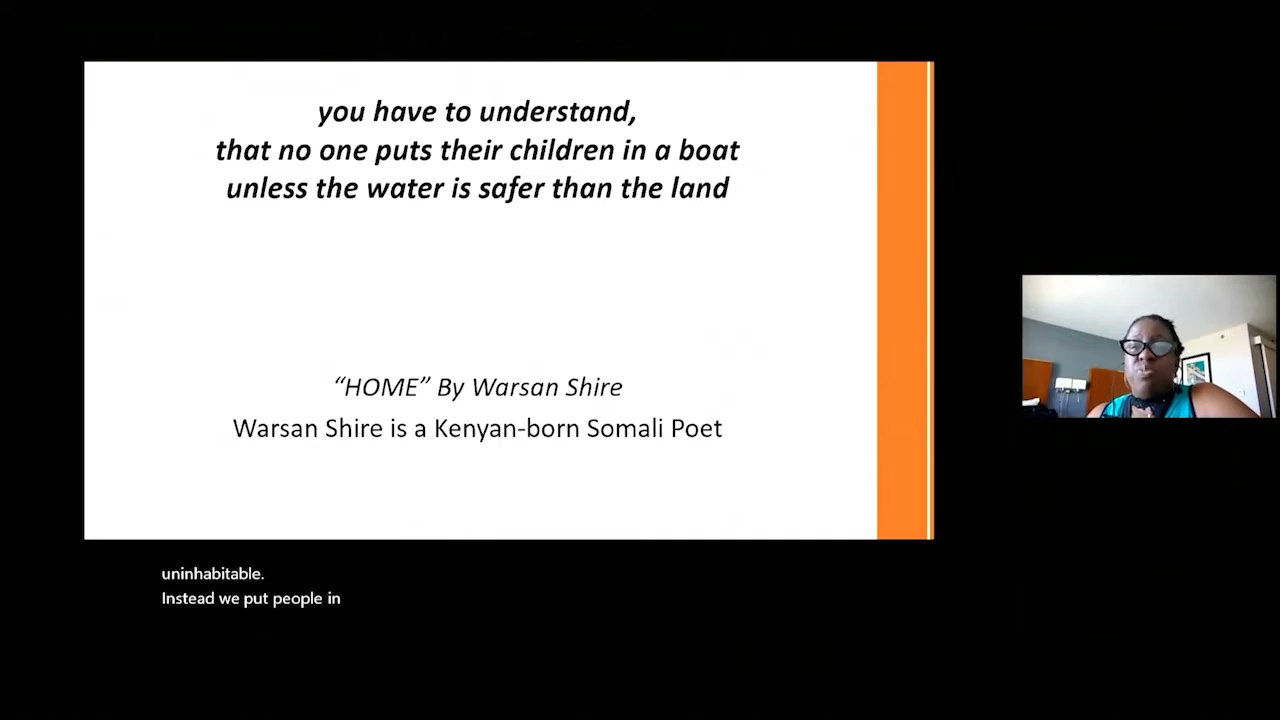 you have to understand,
that no one puts their children in a boat
unless the water is safer than the land
“HOME” By Warsan Shire
Warsan Shire is a Kenyan-born Somali Poet
uninhabitable.
Instead we put people in